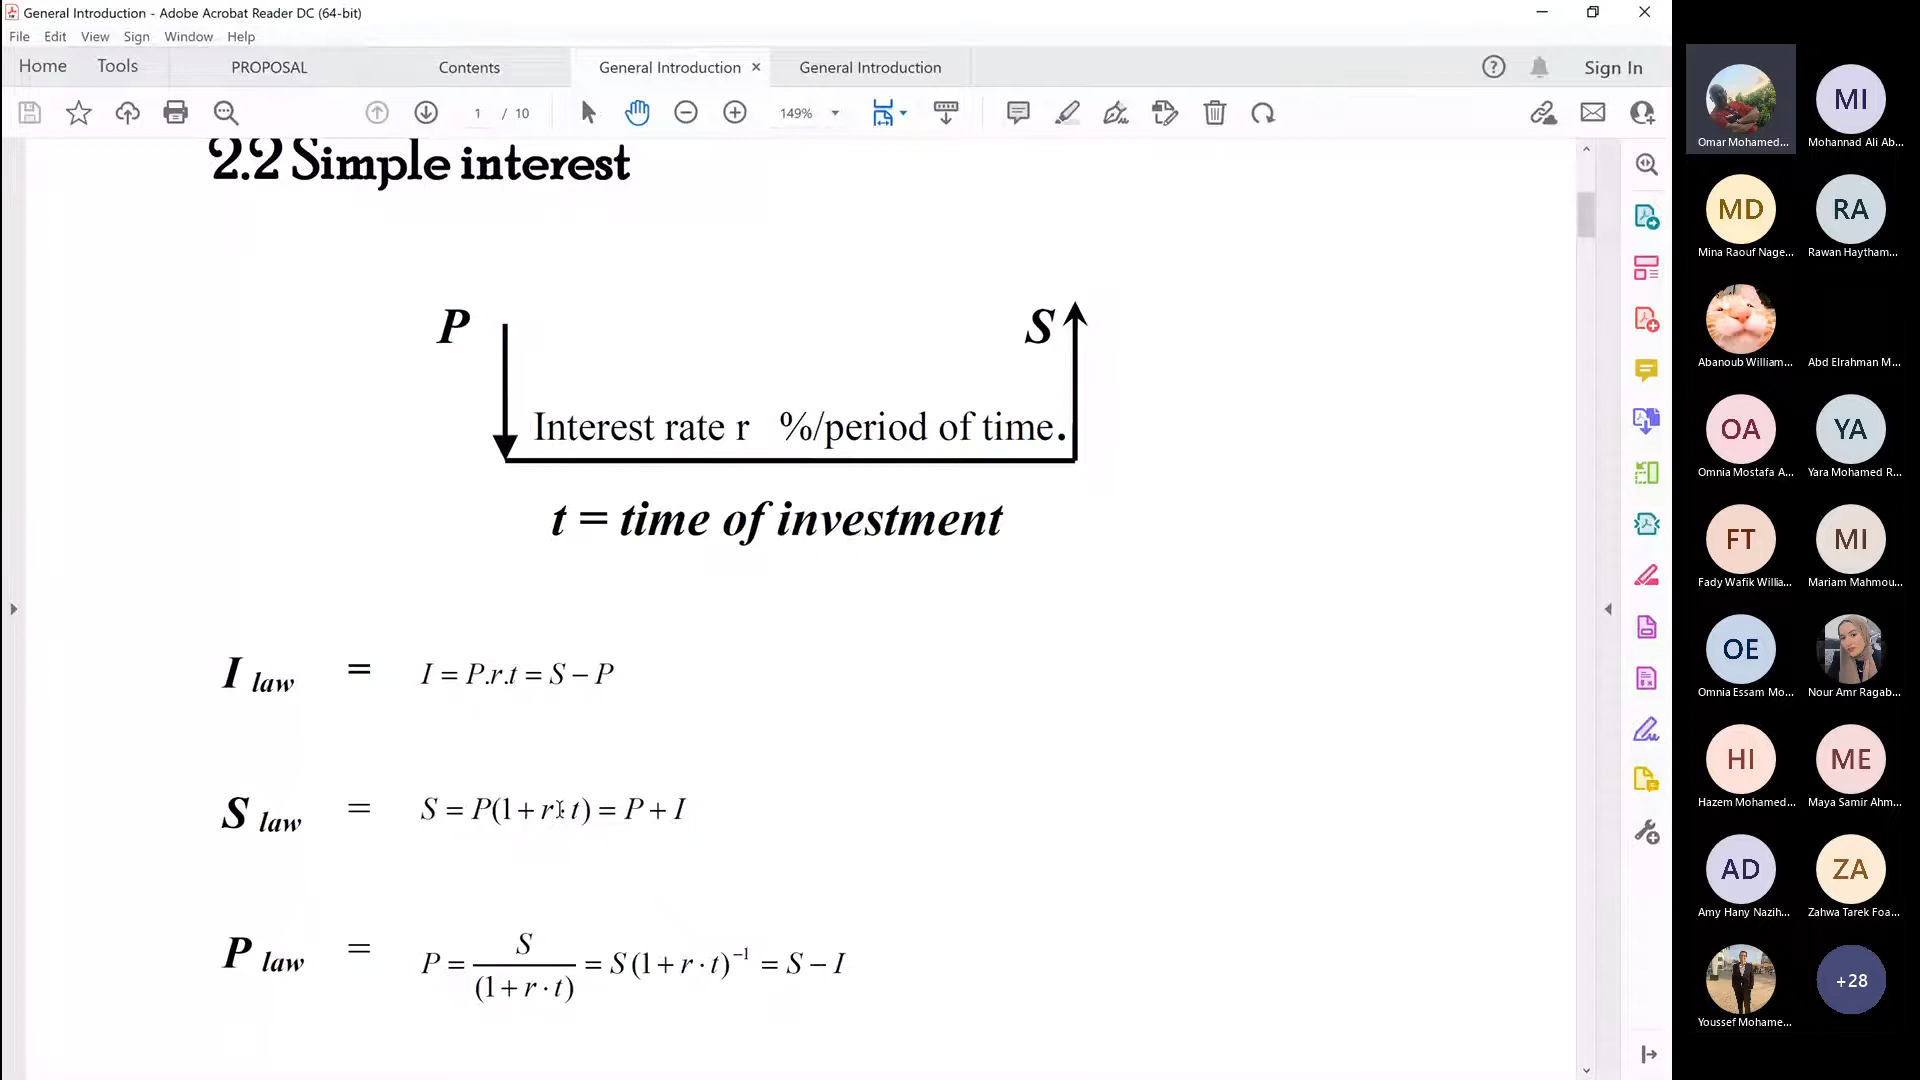 General Introduction - Adobe Acrobat Reader DC (64-bit)
File Edit View Sign Window Help
Home Tools PROPOSAL Contents General Introduction × General Introduction Sign In
1 / 10 149%
2.2 Simple interest
P S
Interest rate r %/period of time.
t = time of investment
I law = I = P.r.t = S − P
S law = S = P(1 + r · t) = P + I
P law = P = S / (1 + r · t) = S (1 + r · t)⁻¹ = S − I
Omar Mohamed...
MI
Mohannad Ali Ab...
MD
Mina Raouf Nage...
RA
Rawan Haytham...
Abanoub William...
Abd Elrahman M...
OA
Omnia Mostafa A...
YA
Yara Mohamed R...
FT
Fady Wafik Willia...
MI
Mariam Mahmou...
OE
Omnia Essam Mo...
Nour Amr Ragab...
HI
Hazem Mohamed...
ME
Maya Samir Ahm...
AD
Amy Hany Nazih...
ZA
Zahwa Tarek Foa...
Youssef Mohame...
+28